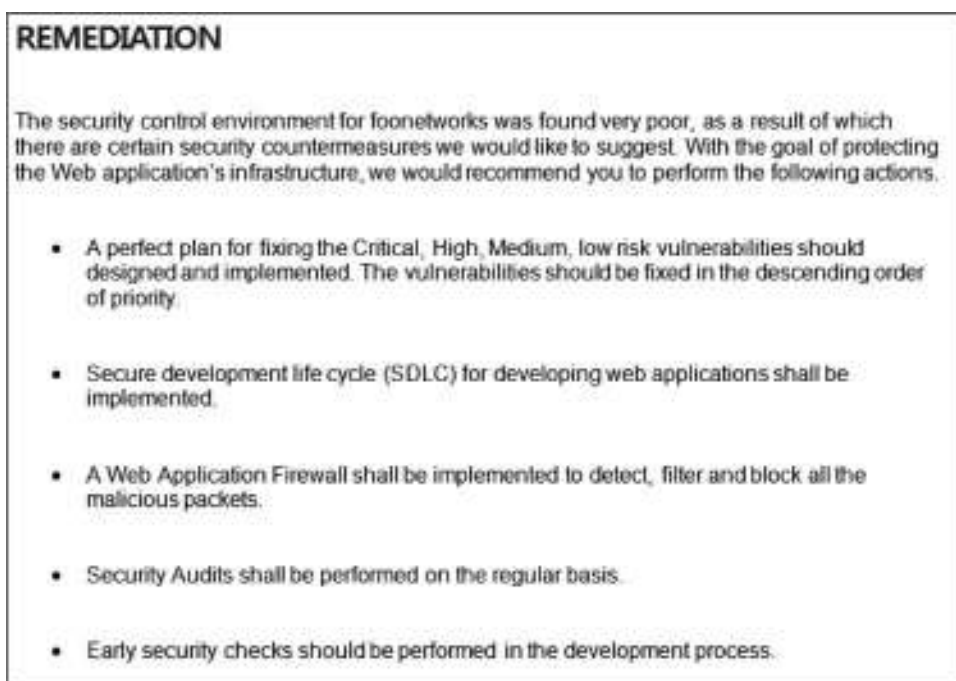 REMEDIATION
The security control environment for foonetworks was found very poor, as a result of which
there are certain security countermeasures we would like to suggest. With the goal of protecting
the Web application's infrastructure, we would recommend you to perform the following actions.
• A perfect plan for fixing the Critical, High, Medium, low risk vulnerabilities should
designed and implemented. The vulnerabilities should be fixed in the descending order
of priority.
• Secure development life cycle (SDLC) for developing web applications shall be
implemented.
• A Web Application Firewall shall be implemented to detect, filter and block all the
malicious packets.
• Security Audits shall be performed on the regular basis.
• Early security checks should be performed in the development process.